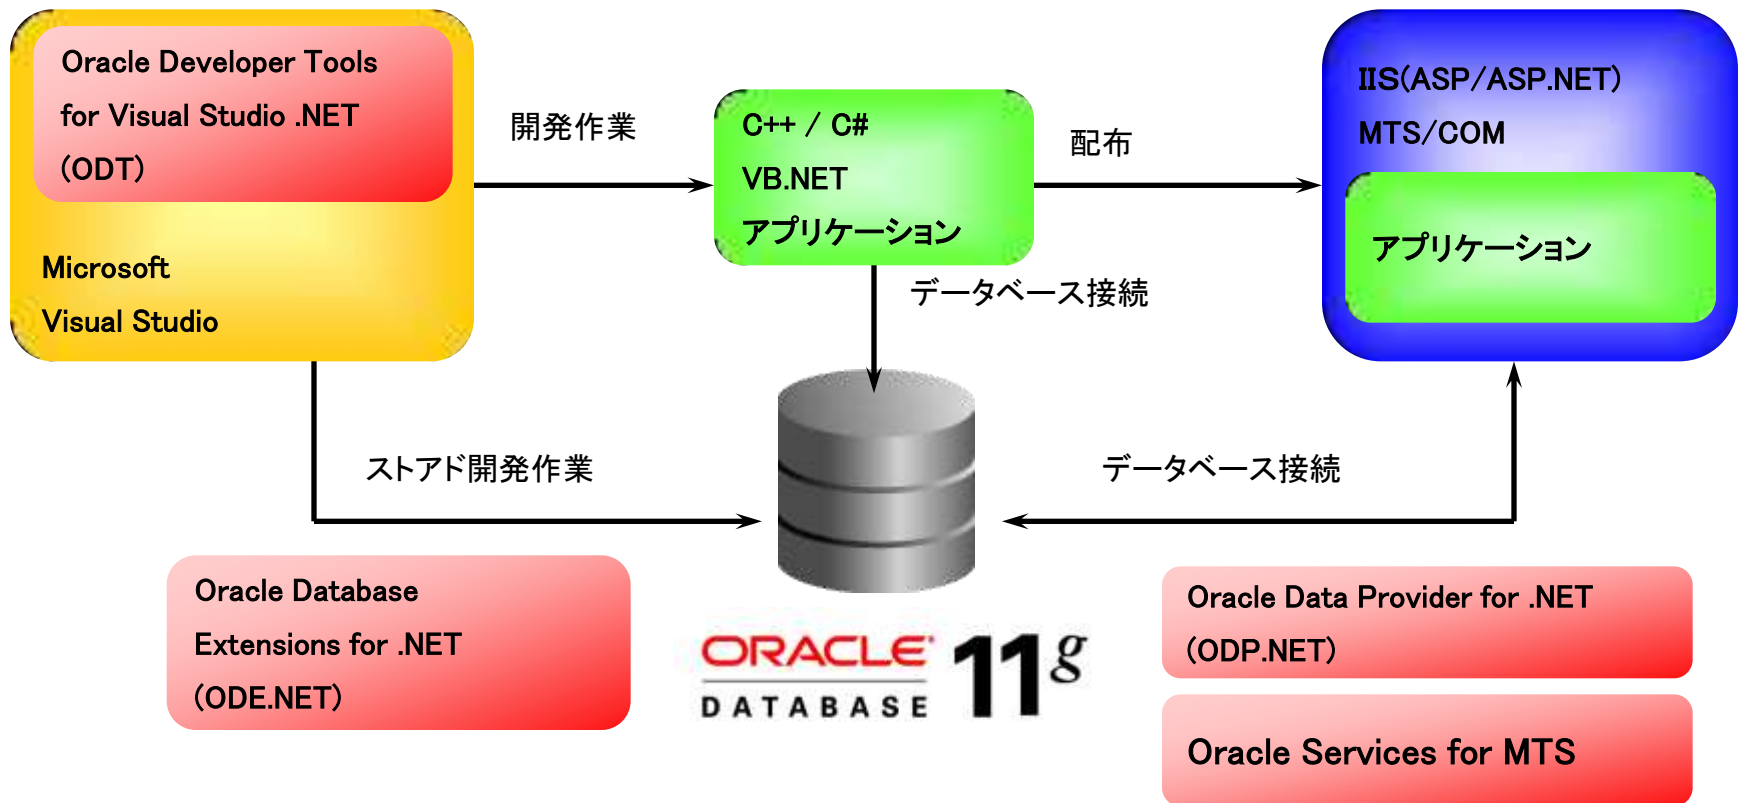 Oracle Developer Tools
for Visual Studio .NET
(ODT)
Microsoft
Visual Studio
開発作業
C++ / C#
VB.NET
アプリケーション
配布
IIS(ASP/ASP.NET)
MTS/COM
アプリケーション
データベース接続
ストアド開発作業
データベース接続
Oracle Database
Extensions for .NET
(ODE.NET)
ORACLE 11g
DATABASE
Oracle Data Provider for .NET
(ODP.NET)
Oracle Services for MTS